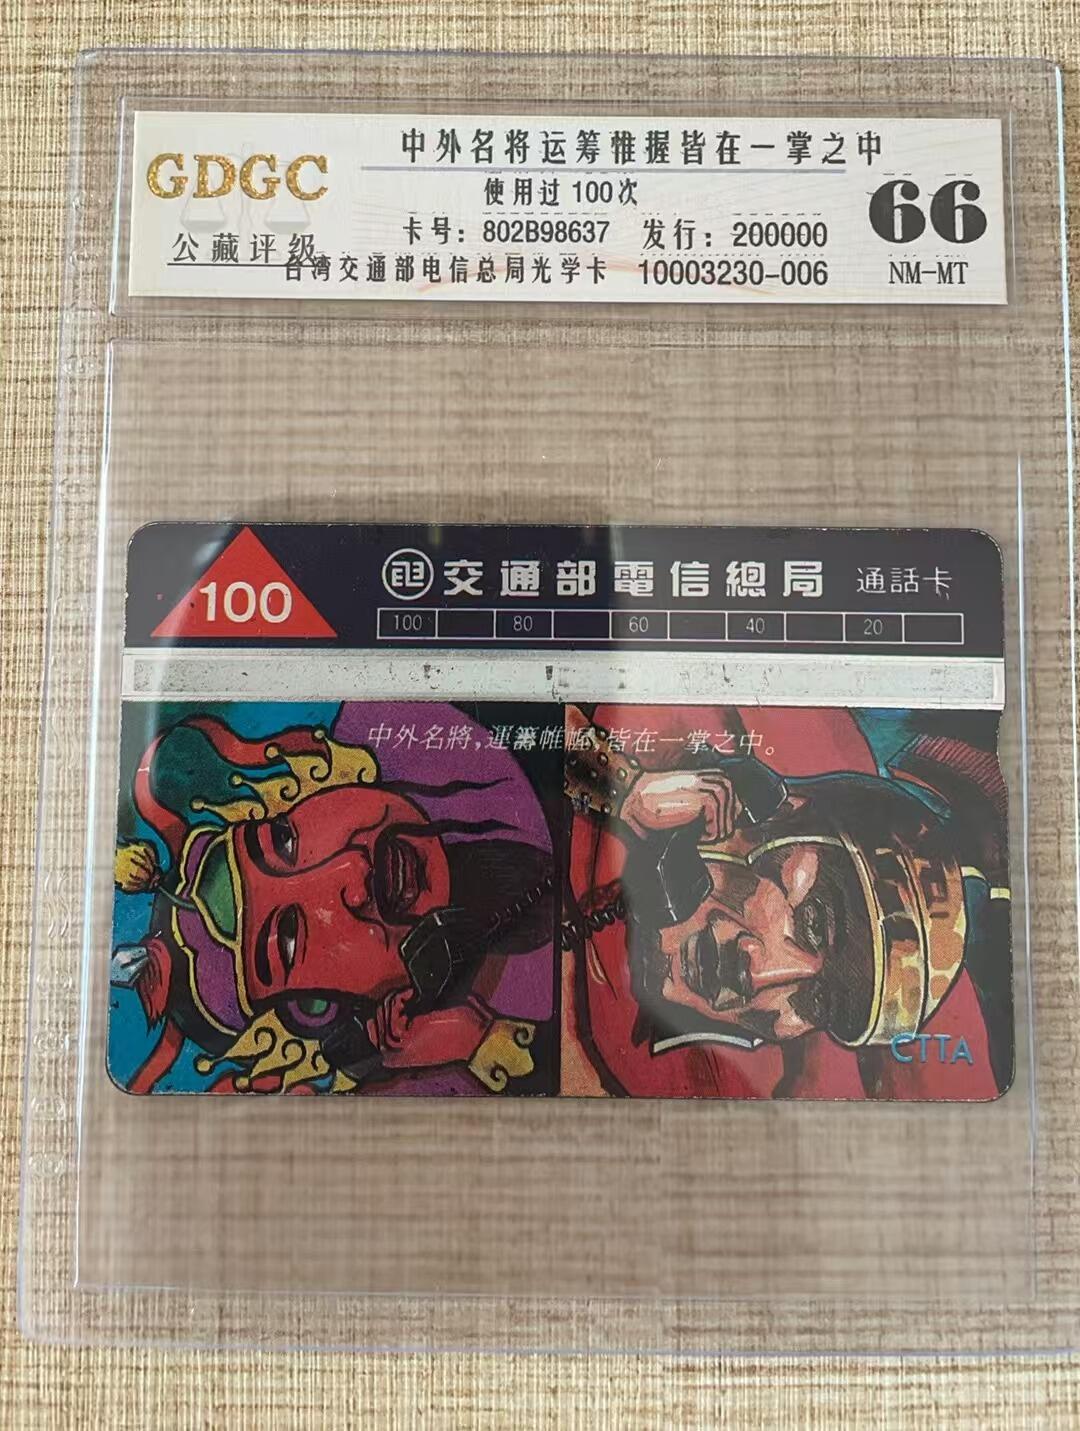 GDGC
公藏评级
中外名将运筹帷握皆在一掌之中
使用过 100次
卡号：802B98637 发行：200000
台湾交通部电信总局光学卡 10003230-006
66
NM-MT
100
交通部電信總局 通話卡
100 80 60 40 20
中外名將,運籌帷幄,皆在一掌之中。
CTTA